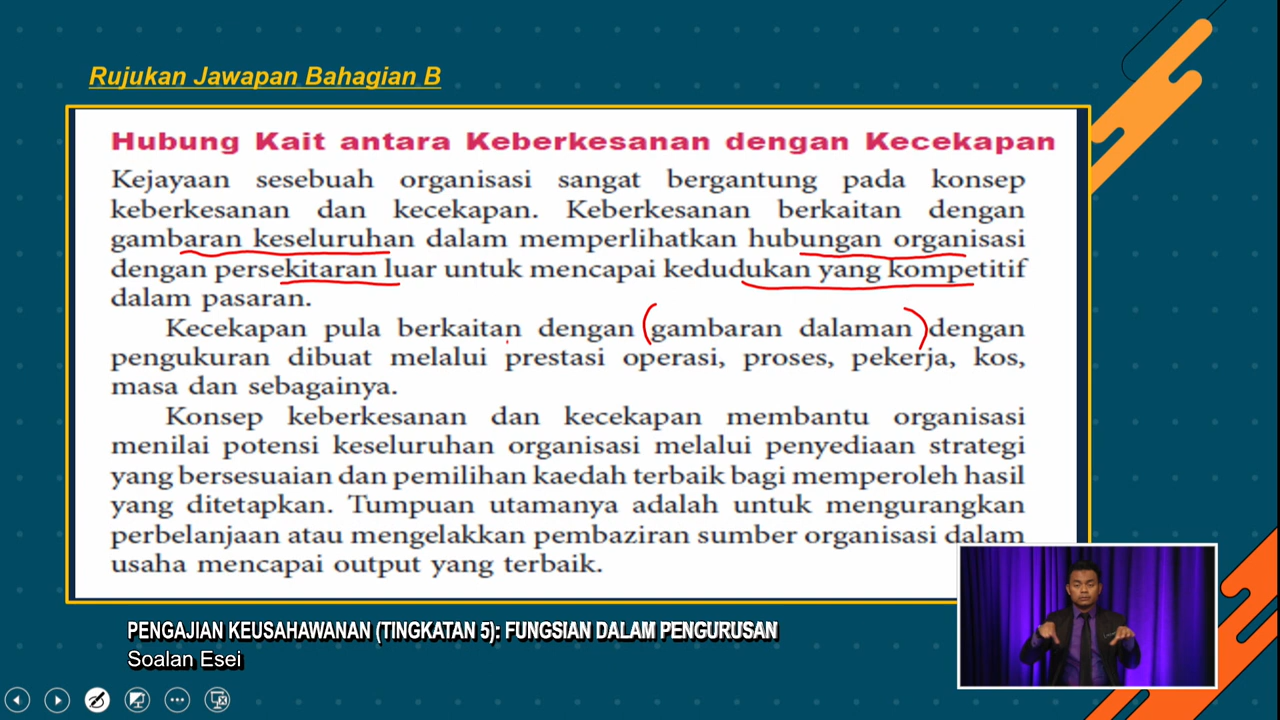 Rujukan Jawapan Bahagian B
Hubung Kait antara Keberkesanan dengan Kecekapan
Kejayaan sesebuah organisasi sangat bergantung pada konsep
keberkesanan dan kecekapan. Keberkesanan berkaitan dengan
gambaran keseluruhan dalam memperlihatkan hubungan organisasi
dengan persekitaran luar untuk mencapai kedudukan yang kompetitif
dalam pasaran.
Kecekapan pula berkaitan dengan gambaran dalaman dengan
pengukuran dibuat melalui prestasi operasi, proses, pekerja, kos,
masa dan sebagainya.
Konsep keberkesanan dan kecekapan membantu organisasi
menilai potensi keseluruhan organisasi melalui penyediaan strategi
yang bersesuaian dan pemilihan kaedah terbaik bagi memperoleh hasil
yang ditetapkan. Tumpuan utamanya adalah untuk mengurangkan
perbelanjaan atau mengelakkan pembaziran sumber organisasi dalam
usaha mencapai output yang terbaik.
PENGAJIAN KEUSAHAWANAN (TINGKATAN 5): FUNGSIAN DALAM PENGURUSAN
Soalan Esei